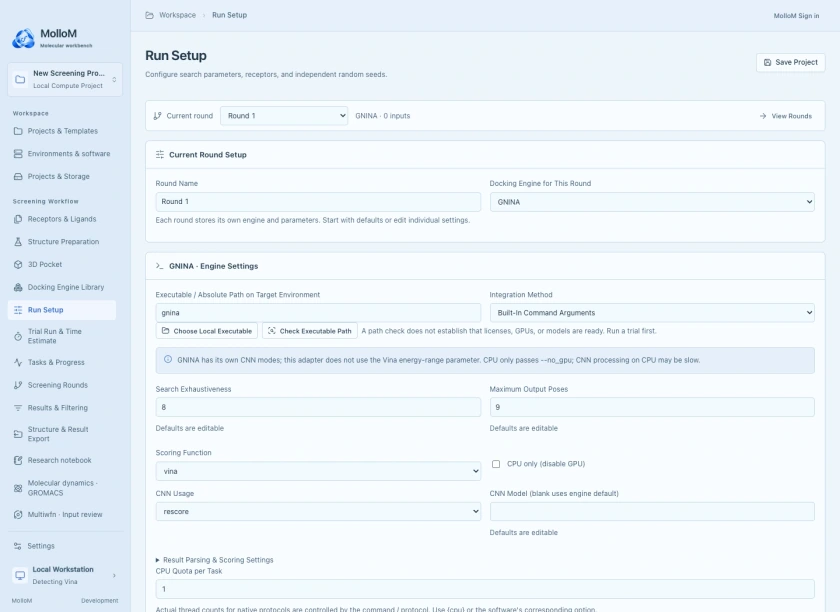 MolloM
Molecular workbench
New Screening Pro...
Local Compute Project
Workspace
Projects & Templates
Environments & software
Projects & Storage
Screening Workflow
Receptors & Ligands
Structure Preparation
3D Pocket
Docking Engine Library
Run Setup
Trial Run & Time
Estimate
Tasks & Progress
Screening Rounds
Results & Filtering
Structure & Result
Export
Research notebook
Molecular dynamics ·
GROMACS
Multiwfn · Input review
Settings
Local Workstation
Detecting Vina
MolloM Development
Workspace › Run Setup
MolloM Sign in
Run Setup
Configure search parameters, receptors, and independent random seeds.
Save Project
Current round Round 1 GNINA · 0 inputs
View Rounds
Current Round Setup
Round Name
Round 1
Docking Engine for This Round
GNINA
Each round stores its own engine and parameters. Start with defaults or edit individual settings.
GNINA · Engine Settings
Executable / Absolute Path on Target Environment
gnina
Integration Method
Built-In Command Arguments
Choose Local Executable
Check Executable Path
A path check does not establish that licenses, GPUs, or models are ready. Run a trial first.
GNINA has its own CNN modes; this adapter does not use the Vina energy-range parameter. CPU only passes --no_gpu; CNN processing on CPU may be slow.
Search Exhaustiveness
8
Defaults are editable
Maximum Output Poses
9
Defaults are editable
Scoring Function
vina
CPU only (disable GPU)
CNN Usage
rescore
CNN Model (blank uses engine default)
Defaults are editable
Result Parsing & Scoring Settings
CPU Quota per Task
1
Actual thread counts for native protocols are controlled by the command / protocol. Use {cpu} or the software's corresponding option.